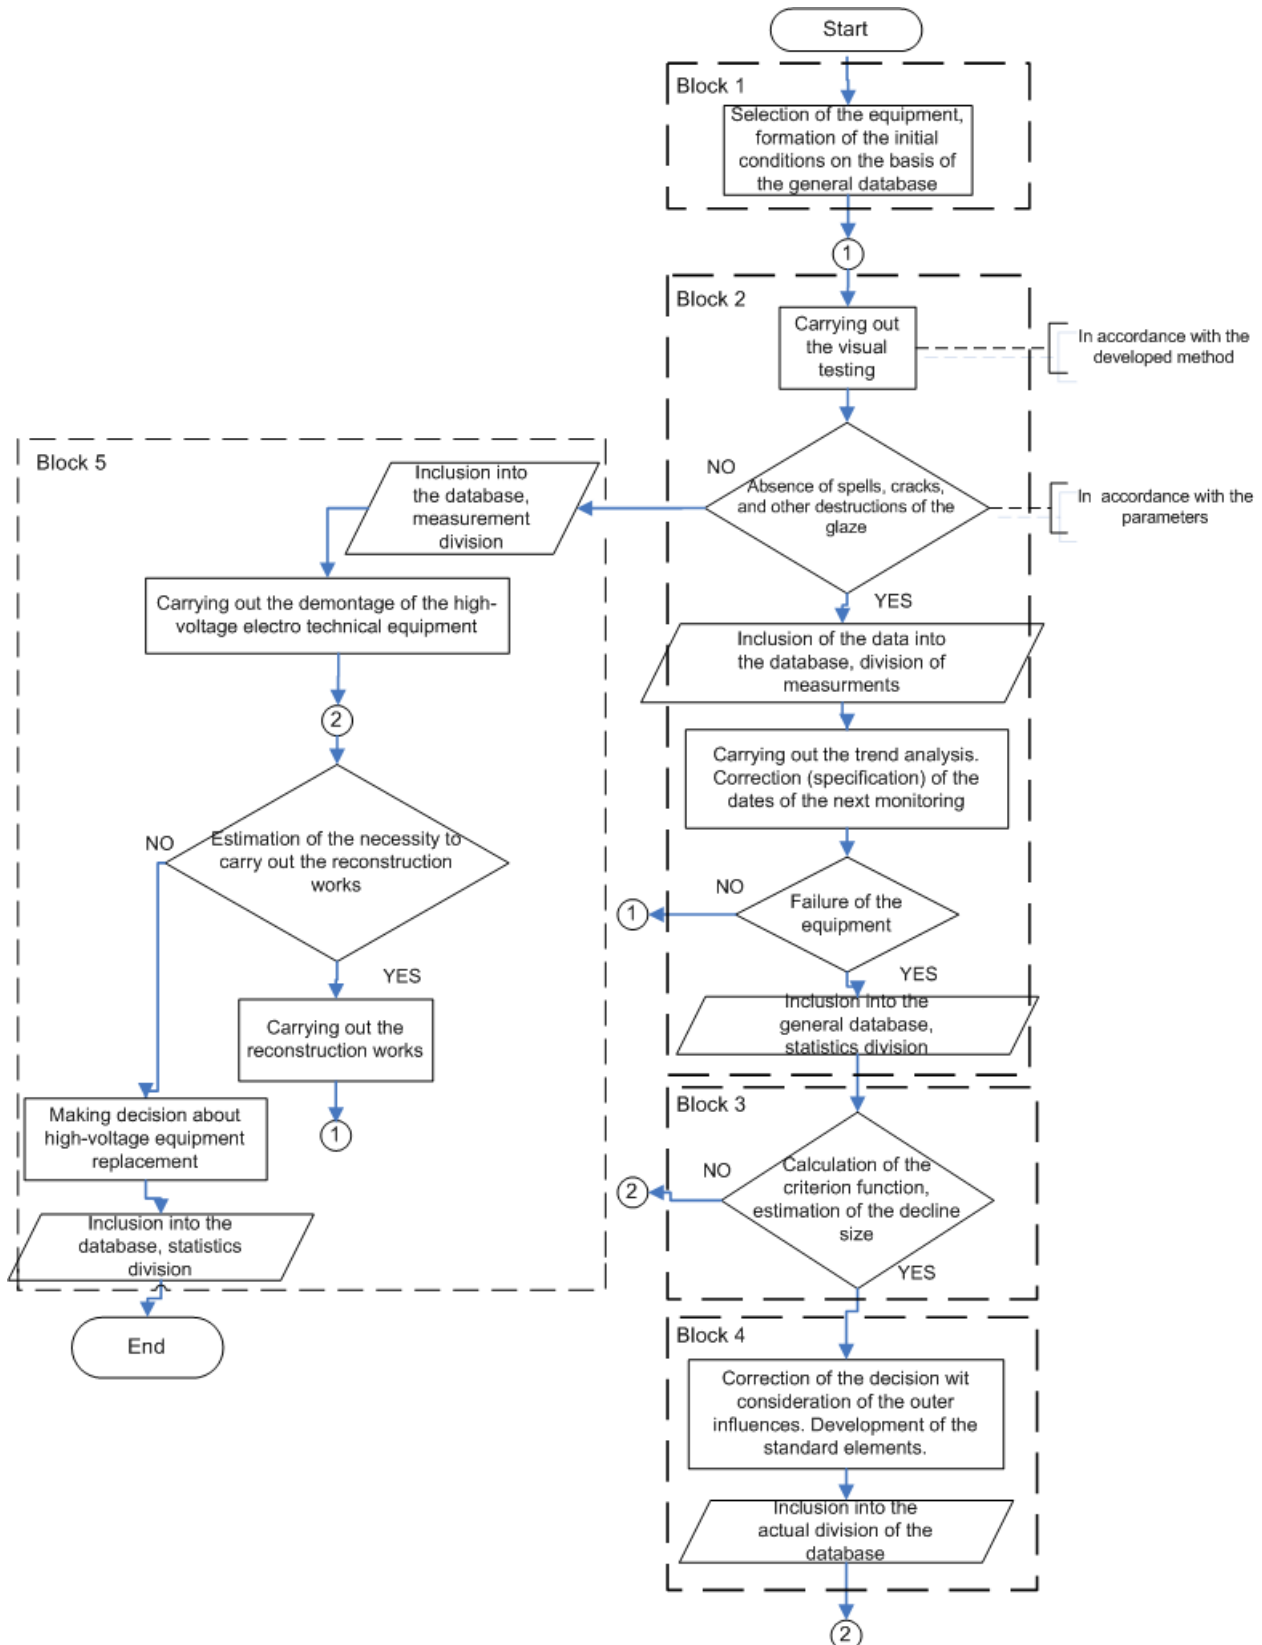 Start
Block 1
Selection of the equipment,
formation of the initial
conditions on the basis of
the general database
1
Block 2
Carrying out
the visual
testing
In accordance with the
developed method
NO
Absence of spells, cracks,
and other destructions of the
glaze
In accordance with the
parameters
YES
Inclusion of the data into
the database, division of
measurments
Carrying out the trend analysis.
Correction (specification) of the
dates of the next monitoring
NO
Failure of the
equipment
1
YES
Inclusion into the
general database,
statistics division
Block 3
NO
Calculation of the
criterion function,
estimation of the decline
size
2
YES
Block 4
Correction of the decision wit
consideration of the outer
influences. Development of the
standard elements.
Inclusion into the
actual division of the
database
2
Block 5
Inclusion into
the database,
measurement
division
Carrying out the demontage of the high-
voltage electro technical equipment
2
NO
Estimation of the necessity to
carry out the reconstruction
works
YES
Carrying out the
reconstruction works
1
Making decision about
high-voltage equipment
replacement
Inclusion into the
database, statistics
division
End